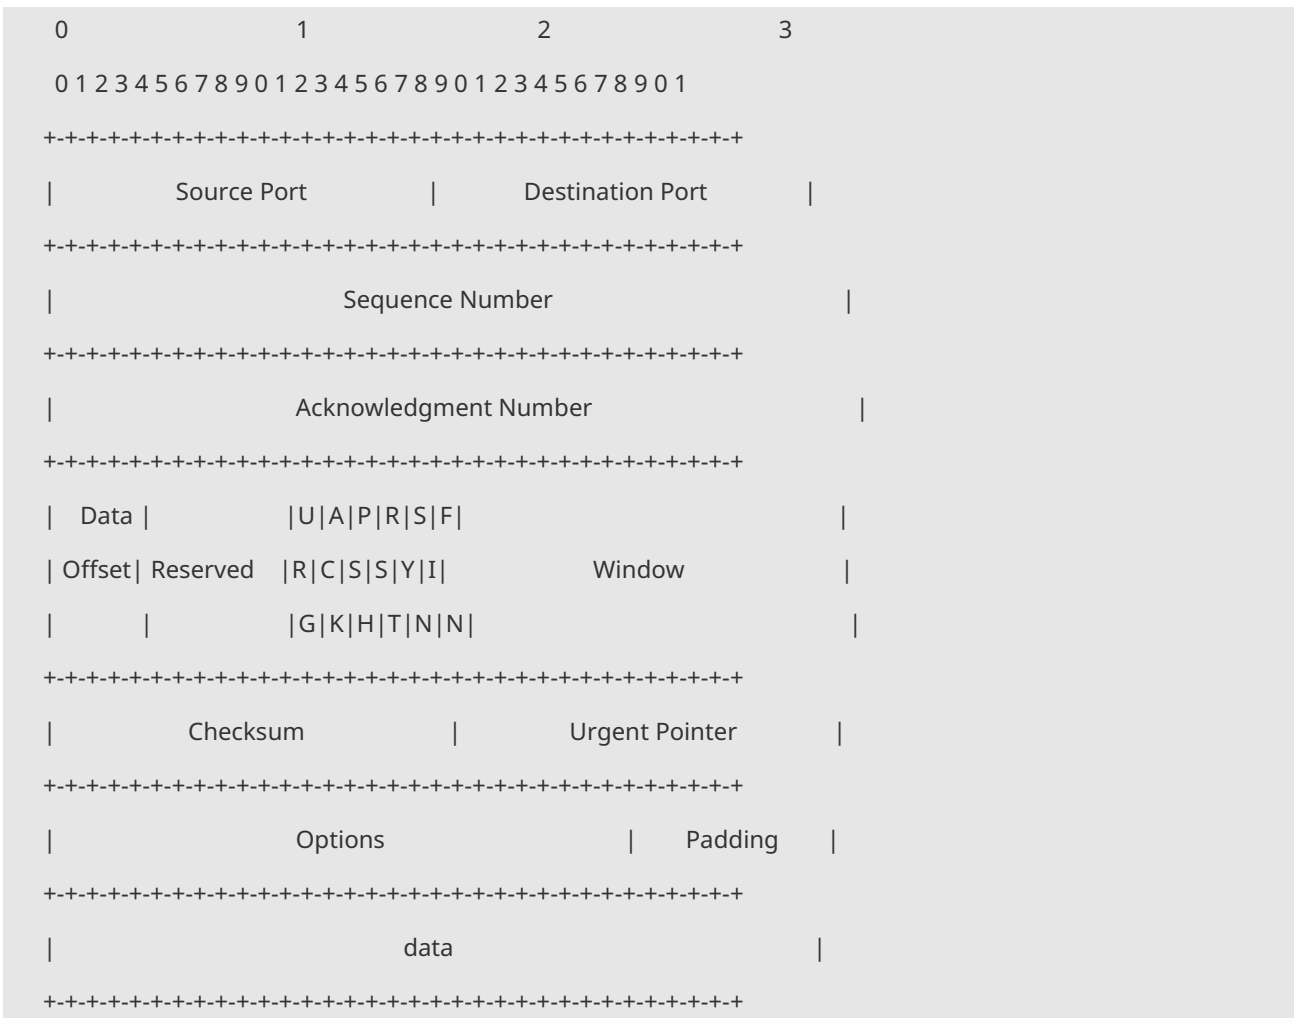 0 1 2 3
0 1 2 3 4 5 6 7 8 9 0 1 2 3 4 5 6 7 8 9 0 1 2 3 4 5 6 7 8 9 0 1
+-+-+-+-+-+-+-+-+-+-+-+-+-+-+-+-+-+-+-+-+-+-+-+-+-+-+-+-+-+-+-+-+
| Source Port | Destination Port |
+-+-+-+-+-+-+-+-+-+-+-+-+-+-+-+-+-+-+-+-+-+-+-+-+-+-+-+-+-+-+-+-+
| Sequence Number |
+-+-+-+-+-+-+-+-+-+-+-+-+-+-+-+-+-+-+-+-+-+-+-+-+-+-+-+-+-+-+-+-+
| Acknowledgment Number |
+-+-+-+-+-+-+-+-+-+-+-+-+-+-+-+-+-+-+-+-+-+-+-+-+-+-+-+-+-+-+-+-+
| Data | |U|A|P|R|S|F| |
| Offset| Reserved |R|C|S|S|Y|I| Window |
| | |G|K|H|T|N|N| |
+-+-+-+-+-+-+-+-+-+-+-+-+-+-+-+-+-+-+-+-+-+-+-+-+-+-+-+-+-+-+-+-+
| Checksum | Urgent Pointer |
+-+-+-+-+-+-+-+-+-+-+-+-+-+-+-+-+-+-+-+-+-+-+-+-+-+-+-+-+-+-+-+-+
| Options | Padding |
+-+-+-+-+-+-+-+-+-+-+-+-+-+-+-+-+-+-+-+-+-+-+-+-+-+-+-+-+-+-+-+-+
| data |
+-+-+-+-+-+-+-+-+-+-+-+-+-+-+-+-+-+-+-+-+-+-+-+-+-+-+-+-+-+-+-+-+